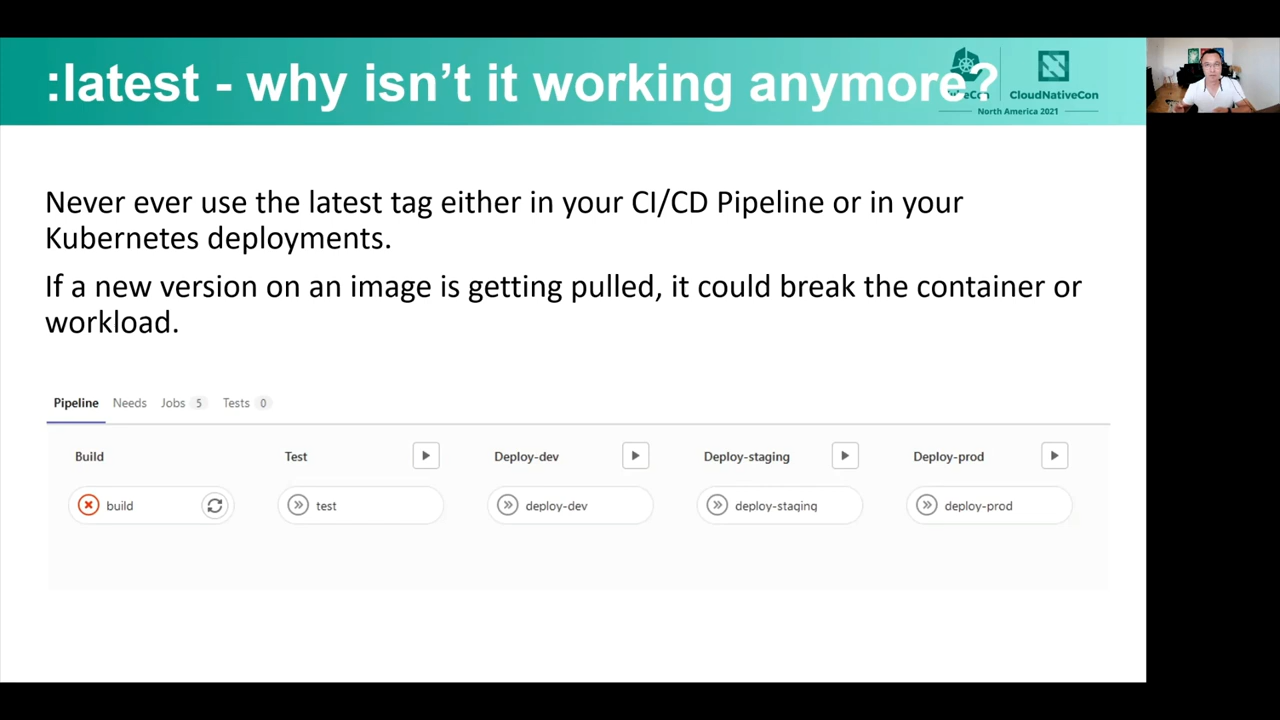 :latest - why isn't it working anymore?
CloudNativeCon
North America 2021
Never ever use the latest tag either in your CI/CD Pipeline or in your
Kubernetes deployments.
If a new version on an image is getting pulled, it could break the container or
workload.
Pipeline Needs Jobs 5 Tests 0
Build Test Deploy-dev Deploy-staging Deploy-prod
build test deploy-dev deploy-staging deploy-prod